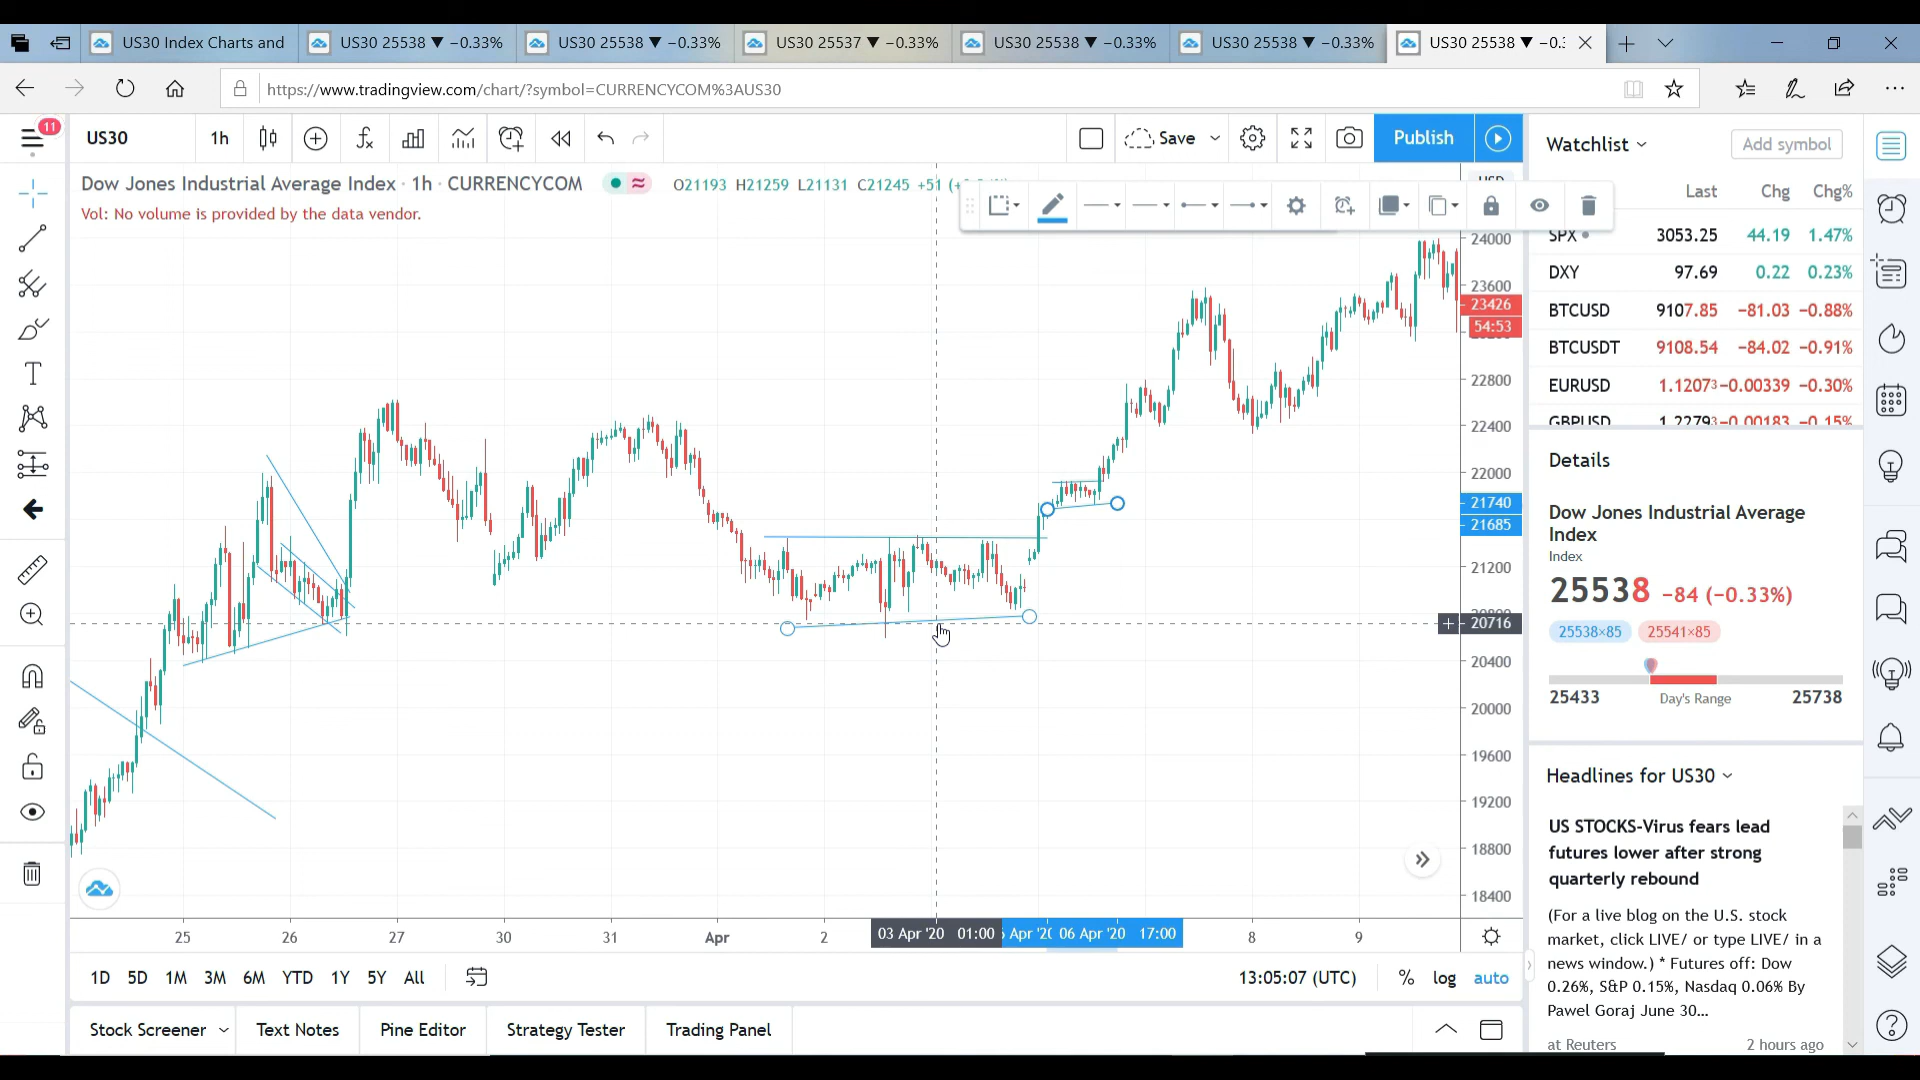 US30 Index Charts and
US30 25538 ▼ −0.33%
US30 25538 ▼ −0.33%
US30 25537 ▼ −0.33%
US30 25538 ▼ −0.33%
US30 25538 ▼ −0.33%
US30 25538 ▼ −0.:
https://www.tradingview.com/chart/?symbol=CURRENCYCOM%3AUS30
11
US30
1h
Save
Publish
Watchlist
Add symbol
Dow Jones Industrial Average Index · 1h · CURRENCYCOM
O21193 H21259 L21131 C21245 +51
Vol: No volume is provided by the data vendor.
Last Chg Chg%
SPX 3053.25 44.19 1.47%
DXY 97.69 0.22 0.23%
BTCUSD 9107.85 −81.03 −0.88%
BTCUSDT 9108.54 −84.02 −0.91%
EURUSD 1.12073 −0.00339 −0.30%
GBPUSD 1.22793 −0.00183 −0.15%
24000
23600
23426
54:53
22800
22400
22000
21740
21685
21200
20800
20716
20400
20000
19600
19200
18800
18400
Details
Dow Jones Industrial Average
Index
Index
25538 −84 (−0.33%)
25538×85 25541×85
25433 Day's Range 25738
Headlines for US30
US STOCKS-Virus fears lead
futures lower after strong
quarterly rebound
(For a live blog on the U.S. stock
market, click LIVE/ or type LIVE/ in a
news window.) * Futures off: Dow
0.26%, S&P 0.15%, Nasdaq 0.06% By
Pawel Goraj June 30...
at Reuters 2 hours ago
25 26 27 30 31 Apr 2 03 Apr '20 01:00 06 Apr '20 17:00 8 9
1D 5D 1M 3M 6M YTD 1Y 5Y All
13:05:07 (UTC) % log auto
Stock Screener Text Notes Pine Editor Strategy Tester Trading Panel